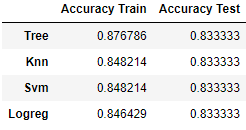 Accuracy Train Accuracy Test
Tree 0.876786 0.833333
Knn 0.848214 0.833333
Svm 0.848214 0.833333
Logreg 0.846429 0.833333